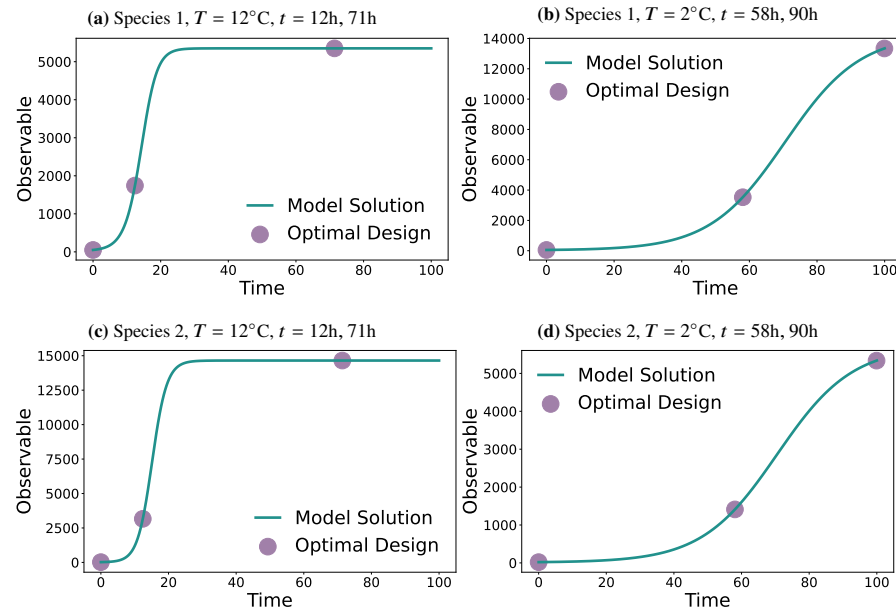 (a) Species 1, T = 12°C, t = 12h, 71h
5000
4000
3000
2000
1000
0
Observable
Model Solution
Optimal Design
0 20 40 60 80 100
Time
(b) Species 1, T = 2°C, t = 58h, 90h
14000
12000
10000
8000
6000
4000
2000
0
Observable
Model Solution
Optimal Design
0 20 40 60 80 100
Time
(c) Species 2, T = 12°C, t = 12h, 71h
15000
12500
10000
7500
5000
2500
0
Observable
Model Solution
Optimal Design
0 20 40 60 80 100
Time
(d) Species 2, T = 2°C, t = 58h, 90h
5000
4000
3000
2000
1000
0
Observable
Model Solution
Optimal Design
0 20 40 60 80 100
Time